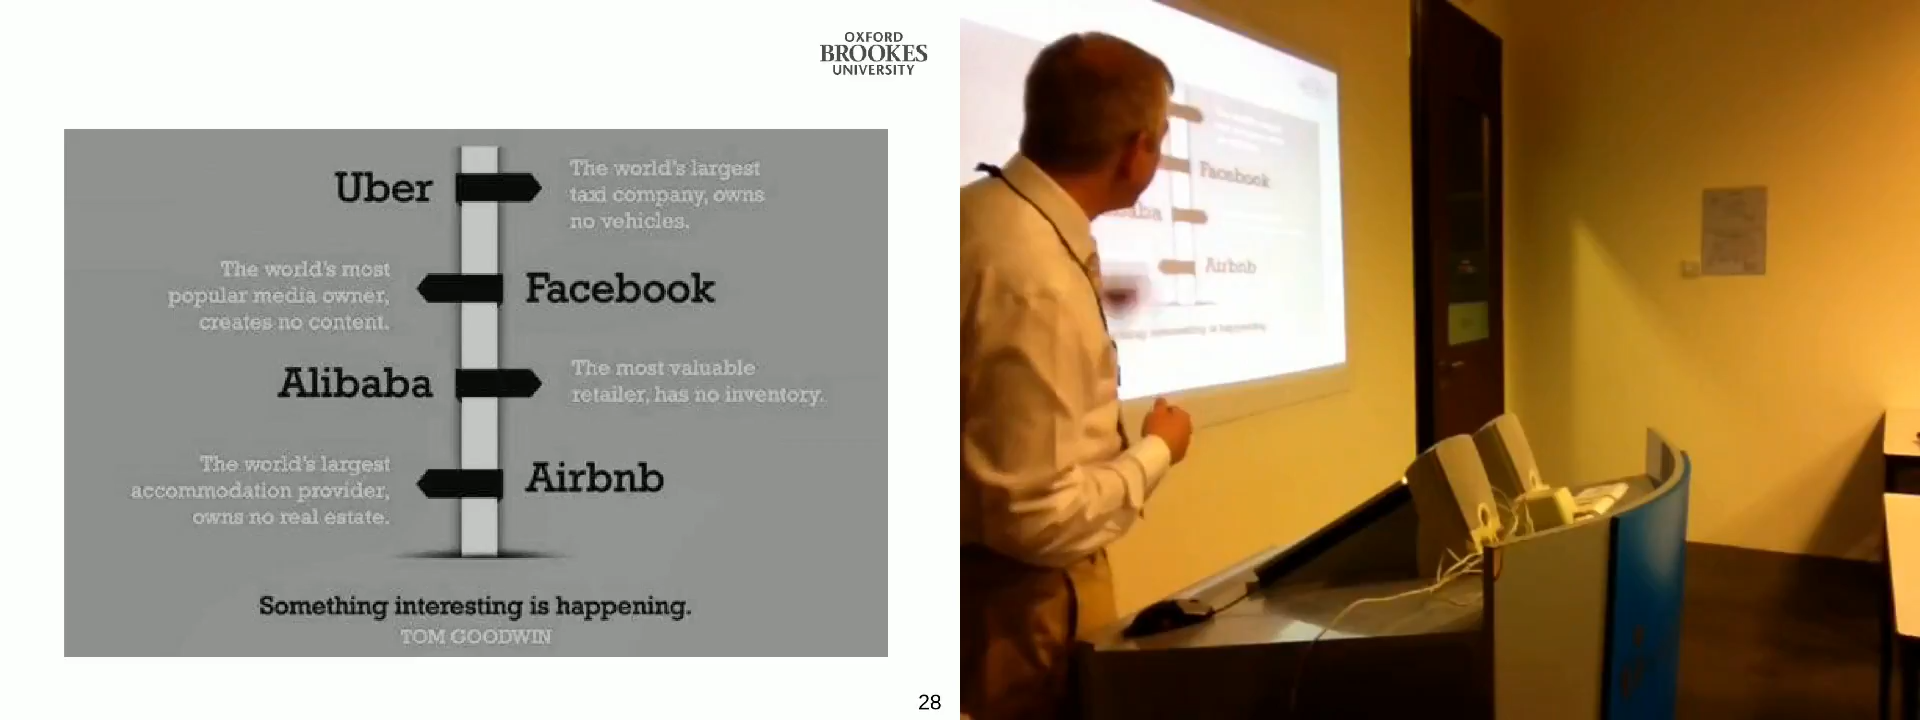 OXFORD
BROOKES
UNIVERSITY
Uber
The world's largest
taxi company, owns
no vehicles.
The world's most
popular media owner,
creates no content.
Facebook
Alibaba
The most valuable
retailer, has no inventory.
The world's largest
accommodation provider,
owns no real estate.
Airbnb
Something interesting is happening.
TOM GOODWIN
28
Facebook
Airbnb